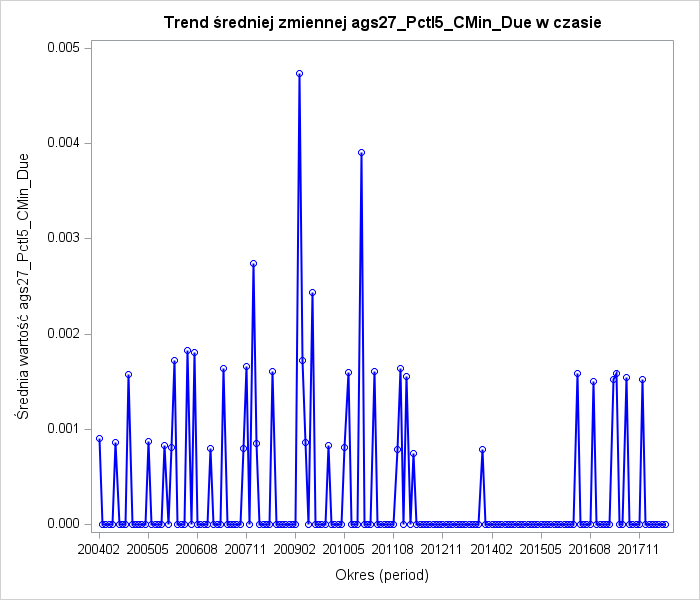 Trend średniej zmiennej ags27_Pctl5_CMin_Due w czasie
0.005
0.004
0.003
0.002
0.001
0.000
Średnia wartość ags27_Pctl5_CMin_Due
200402 200505 200608 200711 200902 201005 201108 201211 201402 201505 201608 201711
Okres (period)